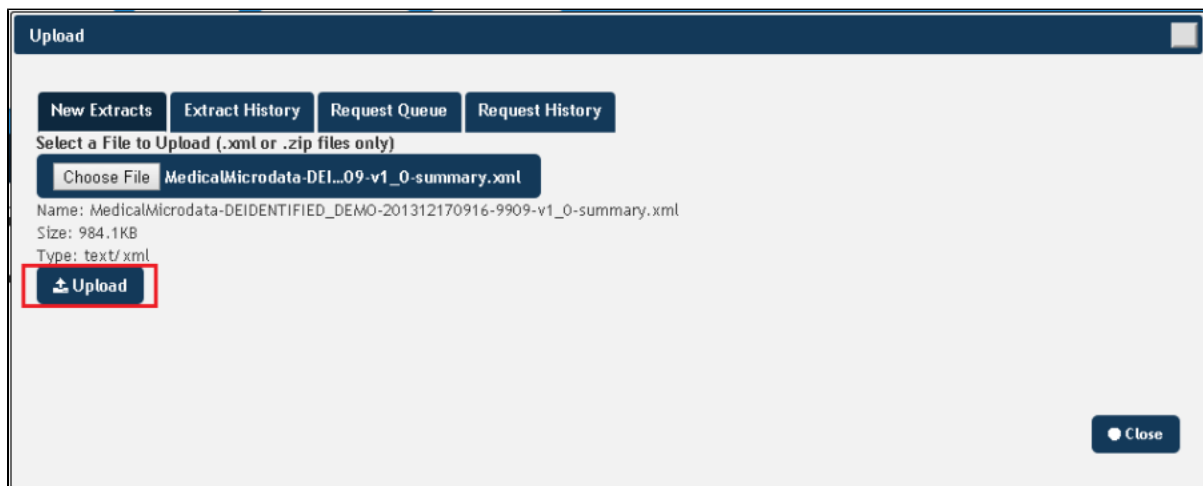 Upload
New Extracts Extract History Request Queue Request History
Select a File to Upload (.xml or .zip files only)
Choose File MedicalMicrodata-DEI...09-v1_0-summary.xml
Name: MedicalMicrodata-DEIDENTIFIED_DEMO-201312170916-9909-v1_0-summary.xml
Size: 984.1KB
Type: text/xml
Upload
Close